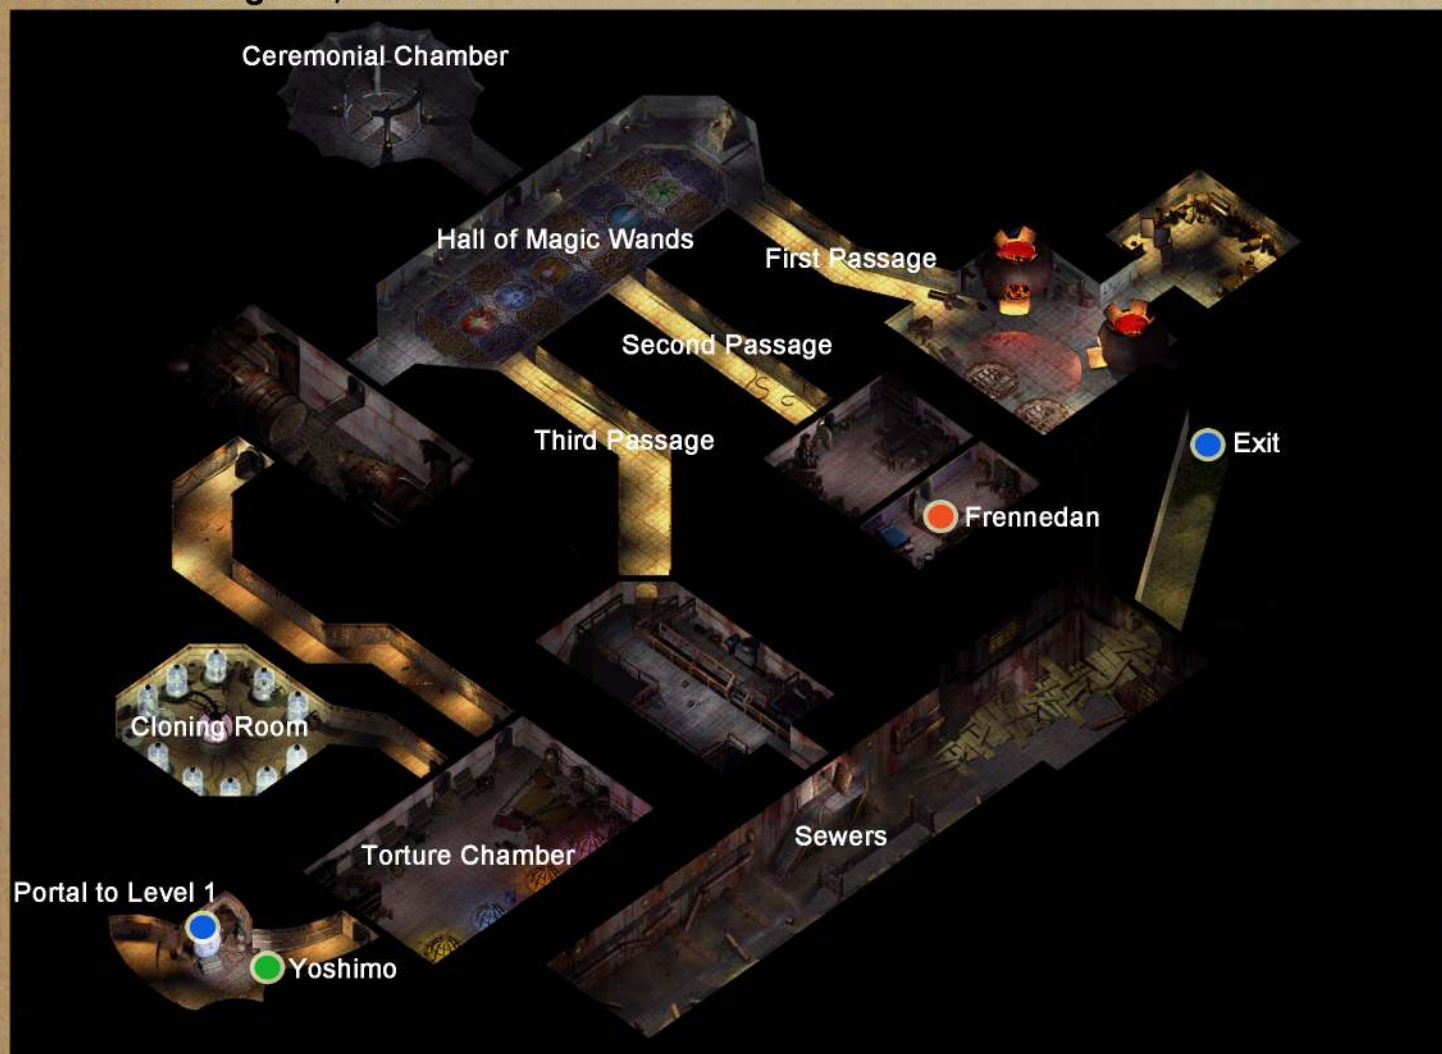 Ceremonial Chamber
Hall of Magic Wands
First Passage
Second Passage
Third Passage
Exit
Frennedan
Cloning Room
Sewers
Torture Chamber
Portal to Level 1
Yoshimo